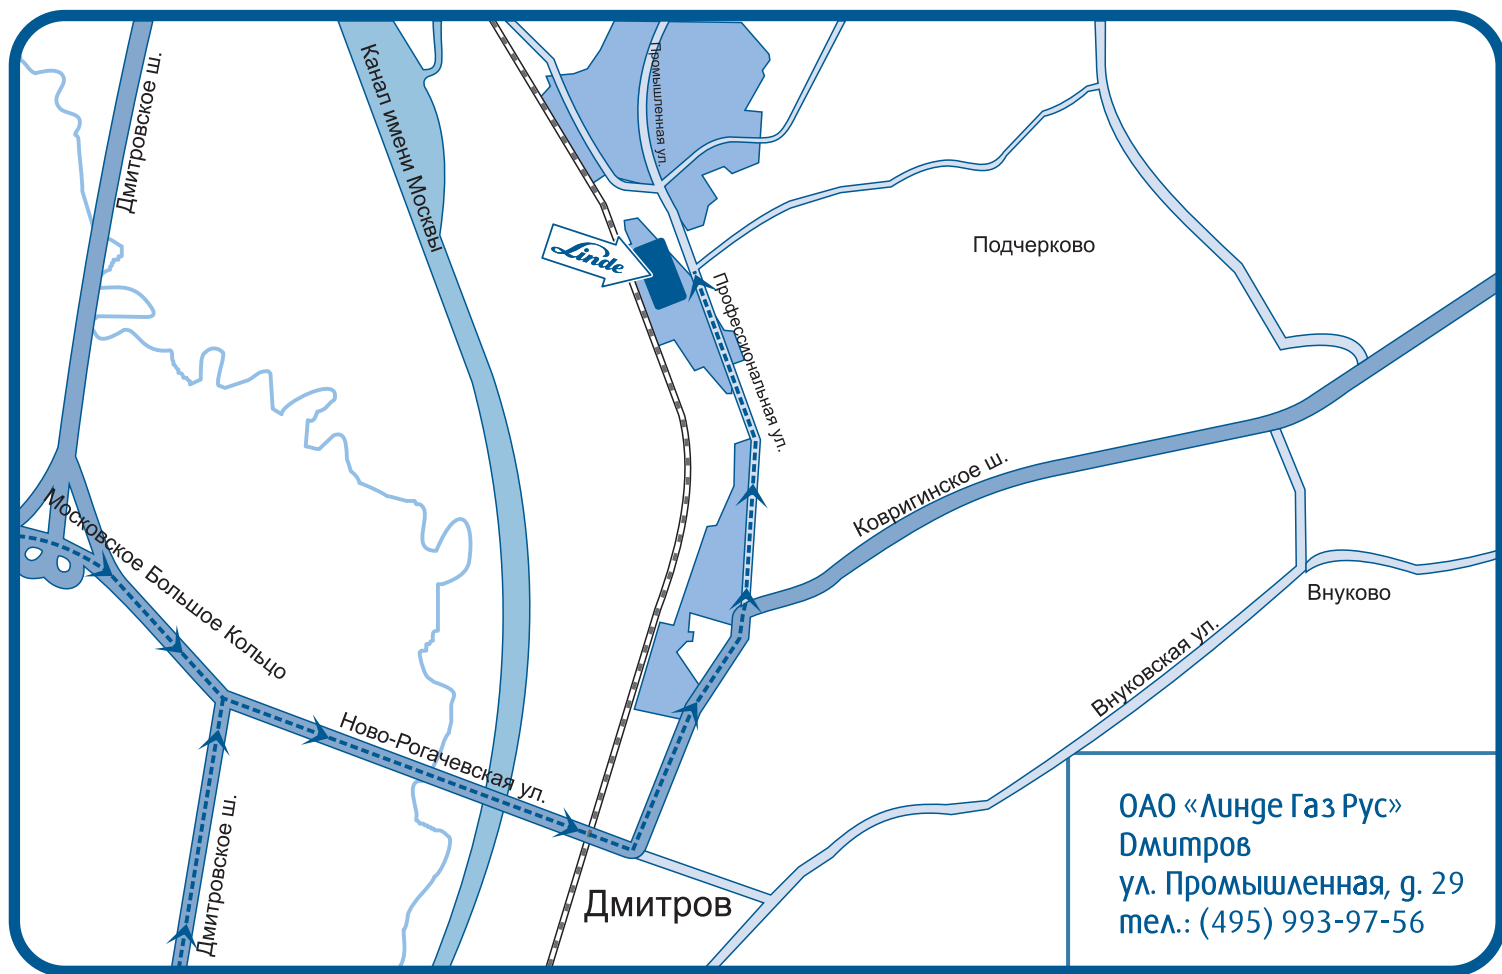 Дмитровское ш.
Канал имени Москвы
Промышленная ул.
Linde
Подчерково
Профессиональная ул.
Ковригинское ш.
Московское Большое Кольцо
Внуково
Внуковская ул.
Ново-Рогачевская ул.
Дмитровское ш.
Дмитров
ОАО «Линде Газ Рус»
Дмитров
ул. Промышленная, д. 29
тел.: (495) 993-97-56